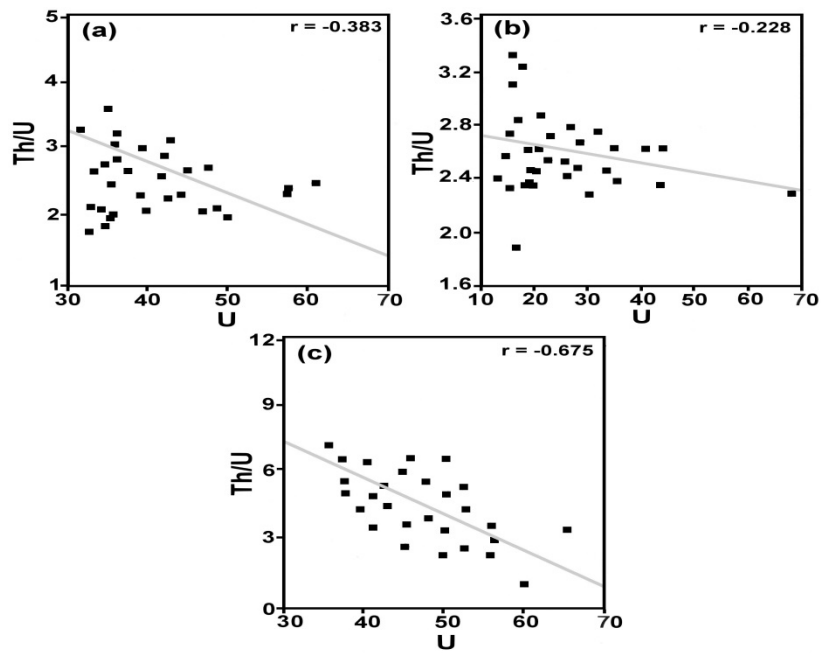 (a)
r = -0.383
Th/U
5
4
3
2
1
30 40 50 60 70
U
(b)
r = -0.228
Th/U
3.6
3.2
2.8
2.4
2.0
1.6
10 20 30 40 50 60 70
U
(c)
r = -0.675
Th/U
12
9
6
3
0
30 40 50 60 70
U